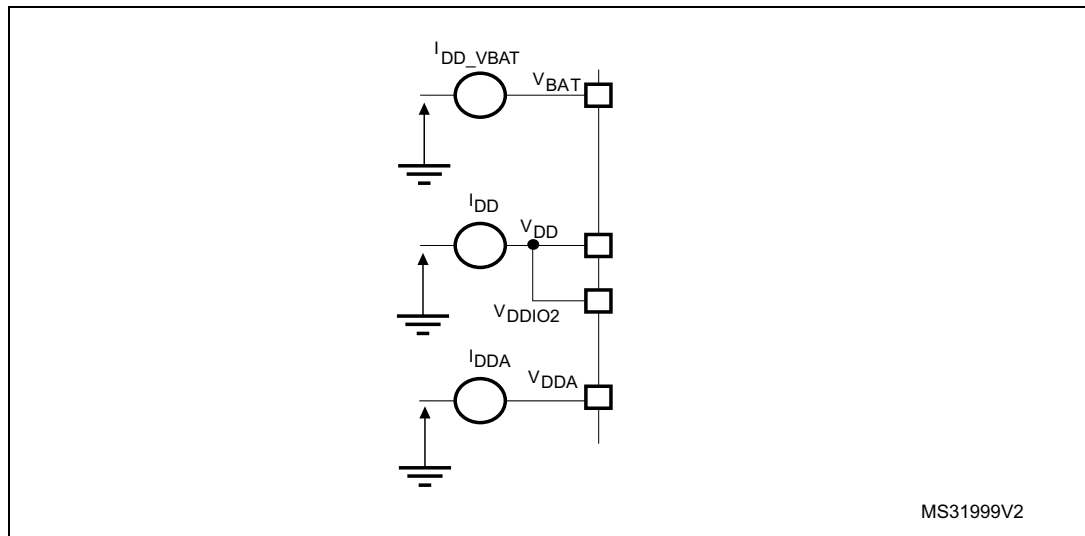 I_DD_VBAT
V_BAT
I_DD
V_DD
V_DDIO2
I_DDA
V_DDA
MS31999V2